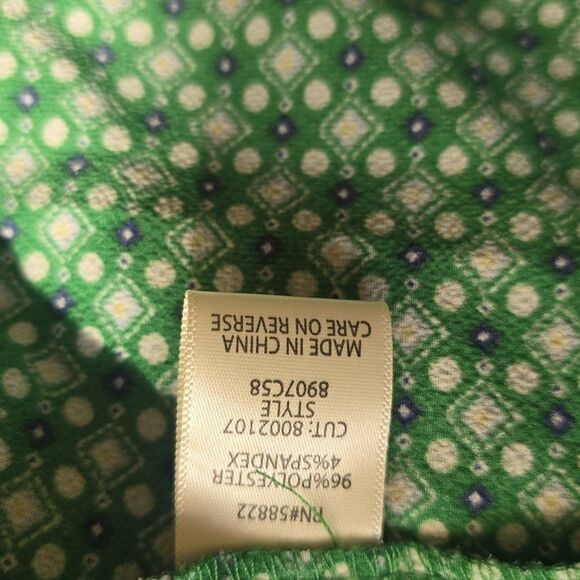 RN#58822
96%POLYESTER
4%SPANDEX
CUT: 8002107
STYLE
8907C58
MADE IN CHINA
CARE ON REVERSE